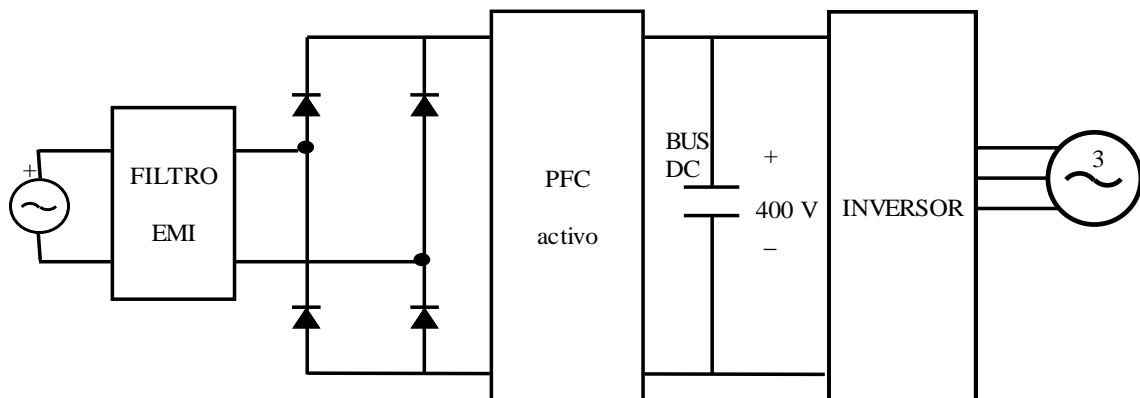 +
FILTRO
EMI
PFC
activo
BUS
DC
+
400 V
−
INVERSOR
3